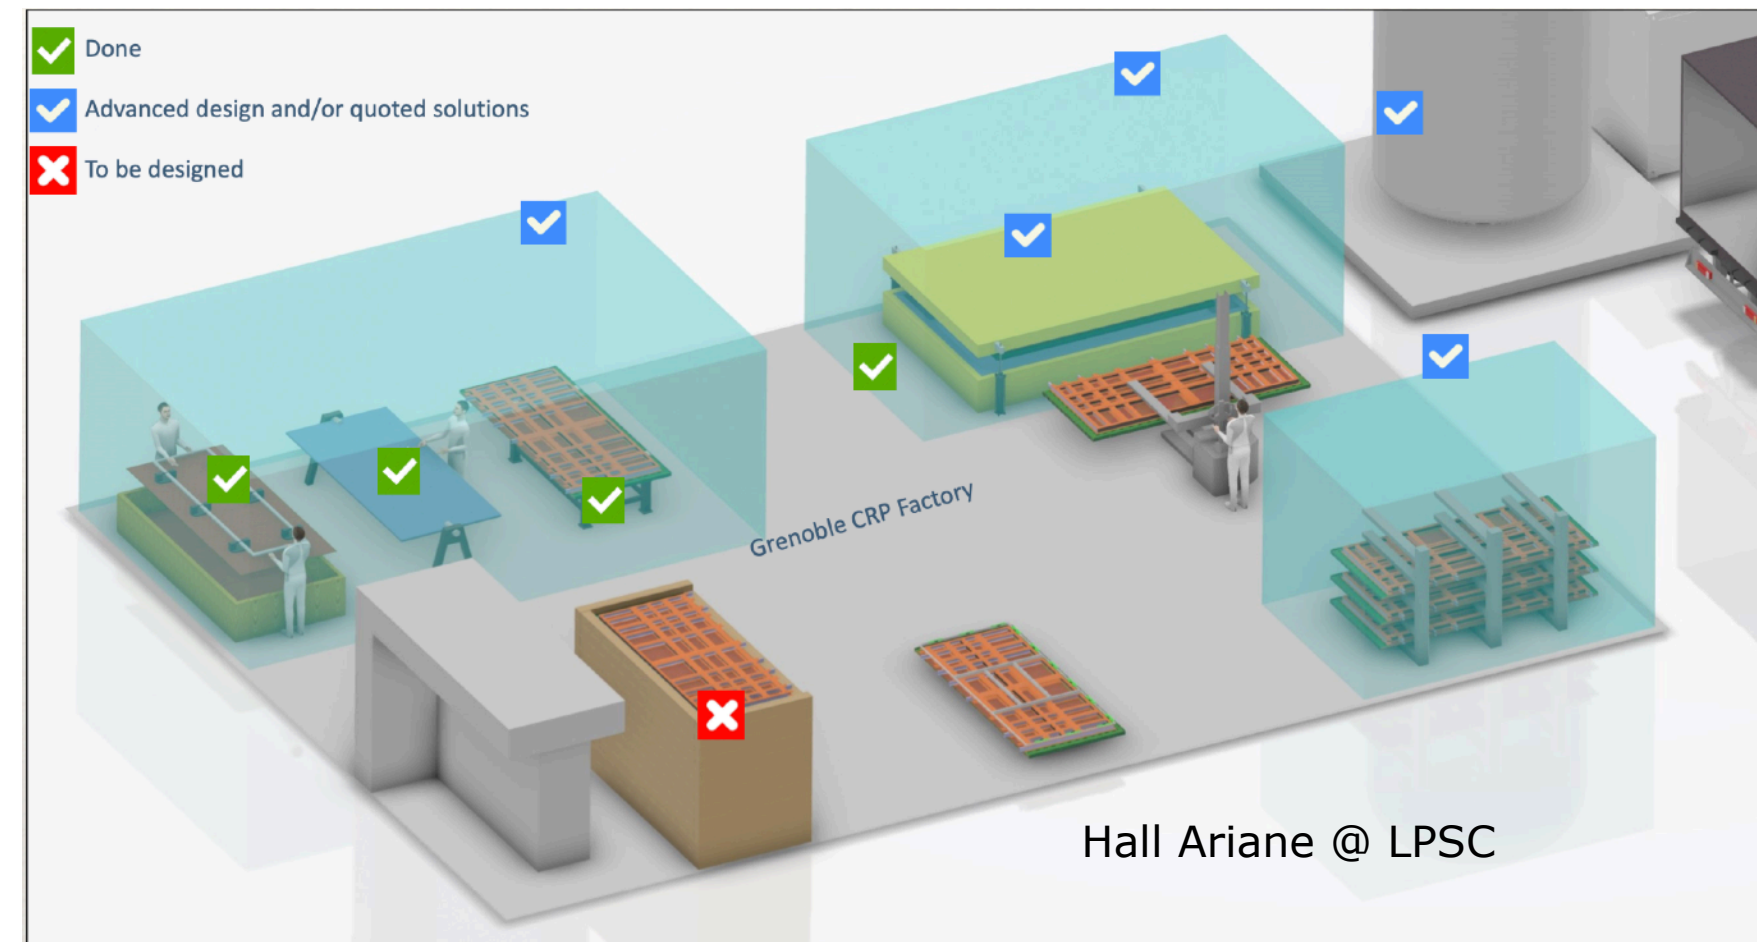 Done
Advanced design and/or quoted solutions
To be designed
Grenoble CRP Factory
Hall Ariane @ LPSC